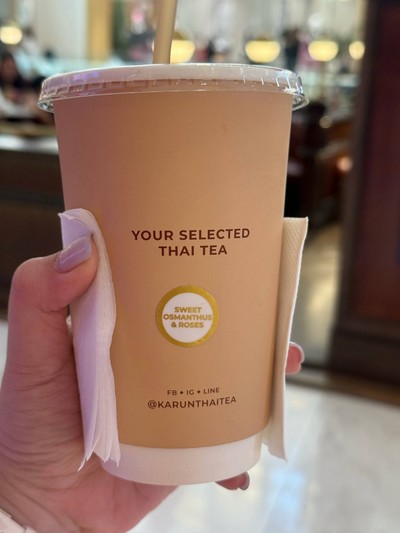 YOUR SELECTED
THAI TEA
SWEET
OSMANTHUS
& ROSES
FB • IG • LINE
@KARUNTHAITEA